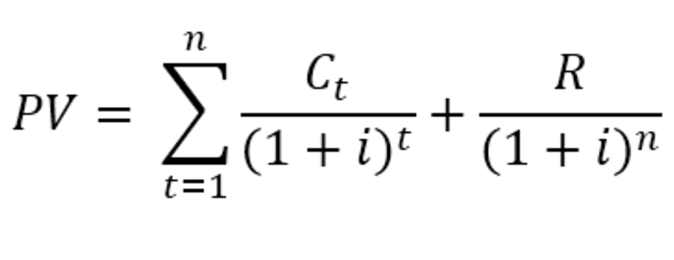 PV = \sum_{t=1}^{n} \frac{C_t}{(1 + i)^t} + \frac{R}{(1 + i)^n}